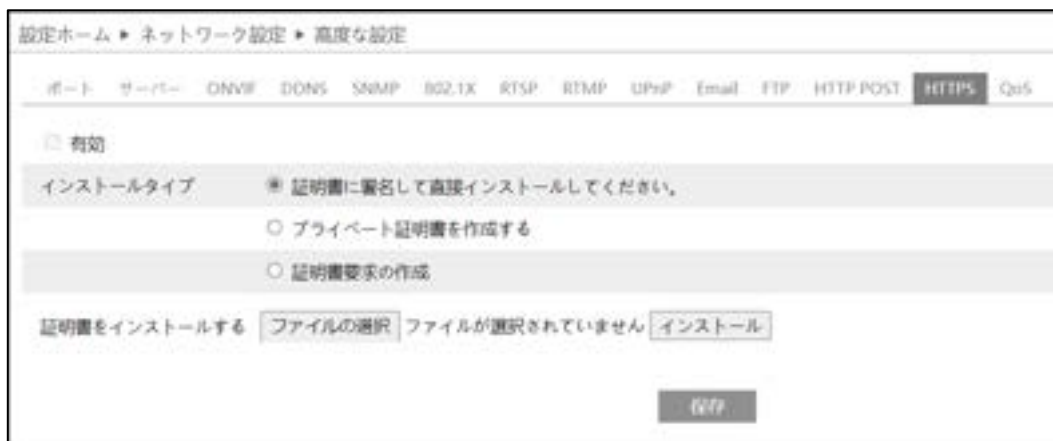 設定ホーム ▶ ネットワーク設定 ▶ 高度な設定
ポート サーバー ONVIF DDNS SNMP 802.1X RTSP RTMP UPnP Email FTP HTTP POST HTTPS QoS
有効
インストールタイプ 証明書に署名して直接インストールしてください。
プライベート証明書を作成する
証明書要求の作成
証明書をインストールする ファイルの選択 ファイルが選択されていません インストール
保存